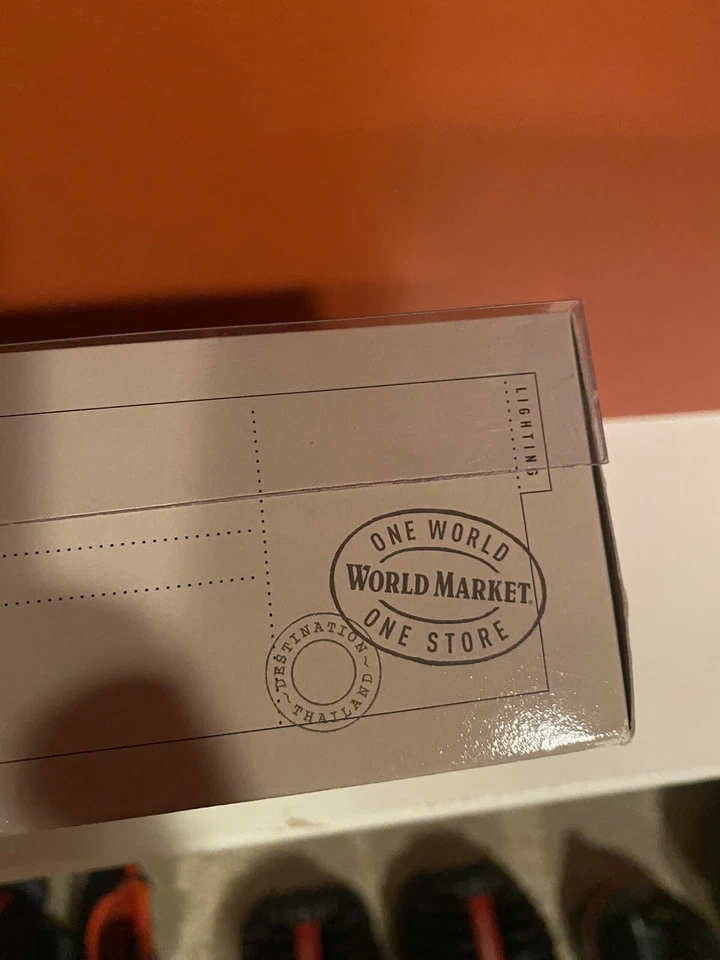 LIGHTING
ONE WORLD
WORLD MARKET
ONE STORE
~DESTINATION~
THAILAND